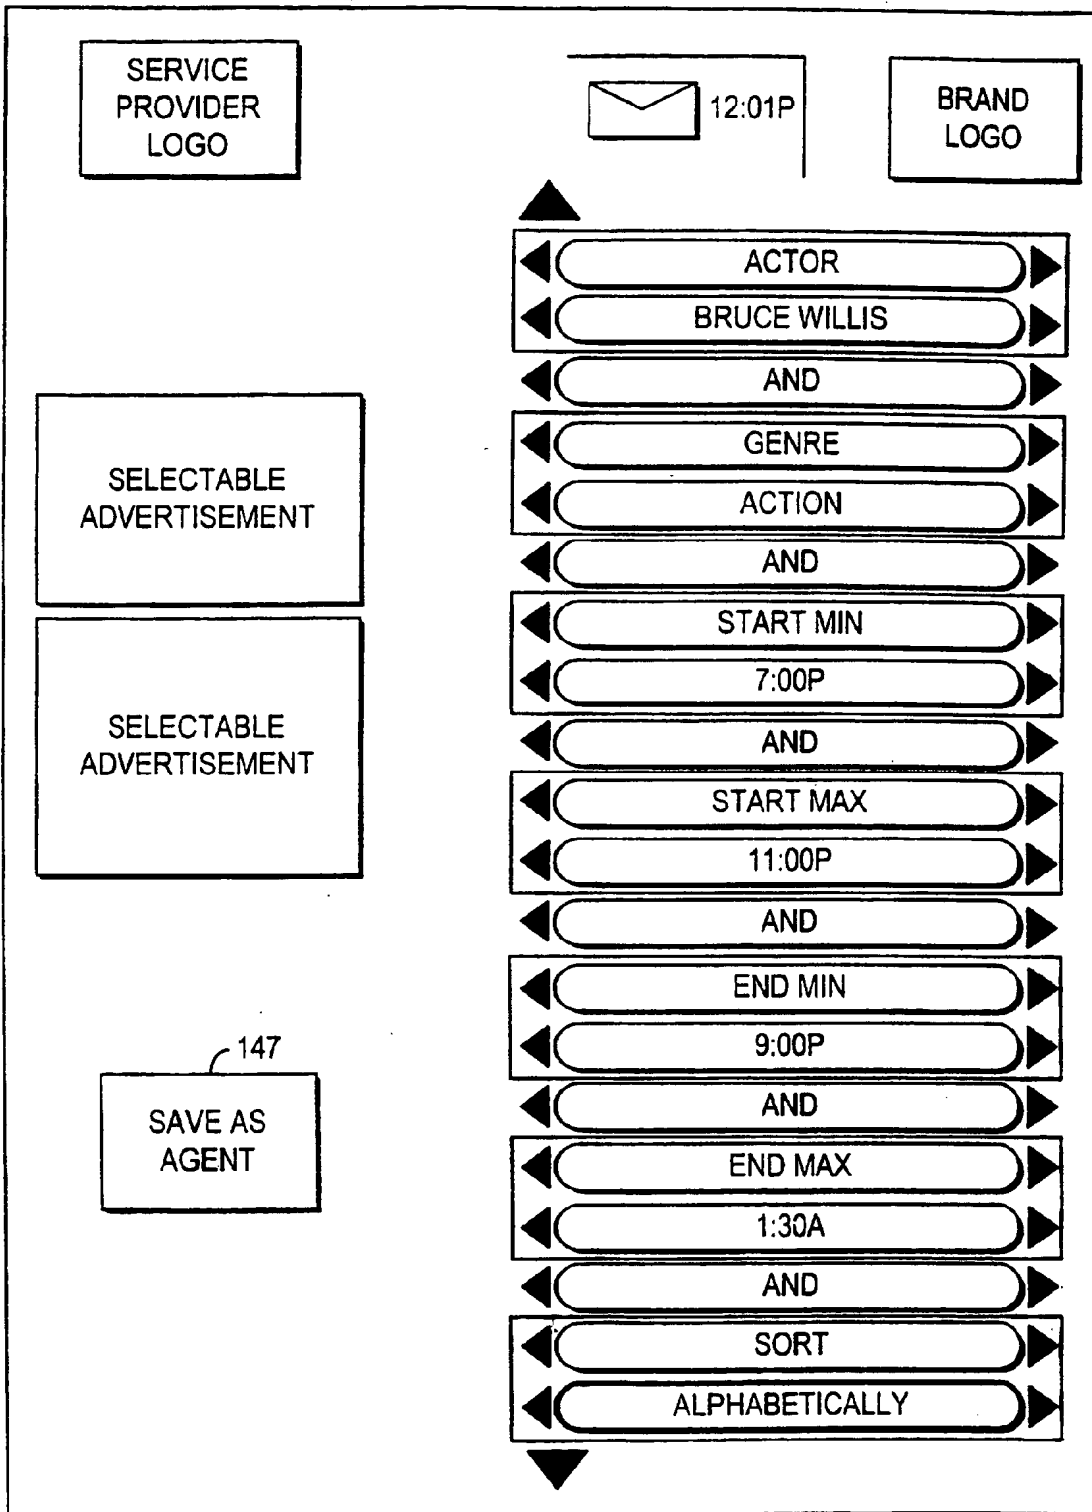 SERVICE
PROVIDER
LOGO
12:01P
BRAND
LOGO
ACTOR
BRUCE WILLIS
AND
GENRE
ACTION
AND
START MIN
7:00P
AND
START MAX
11:00P
AND
END MIN
9:00P
AND
END MAX
1:30A
AND
SORT
ALPHABETICALLY
SELECTABLE
ADVERTISEMENT
SELECTABLE
ADVERTISEMENT
147
SAVE AS
AGENT